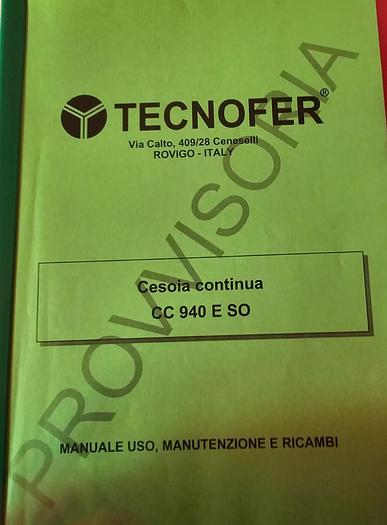 TECNOFER®
Via Calto, 409/28 Ceneselli
ROVIGO - ITALY
PROVVISORIA
Cesoia continua
CC 940 E SO
MANUALE USO, MANUTENZIONE E RICAMBI